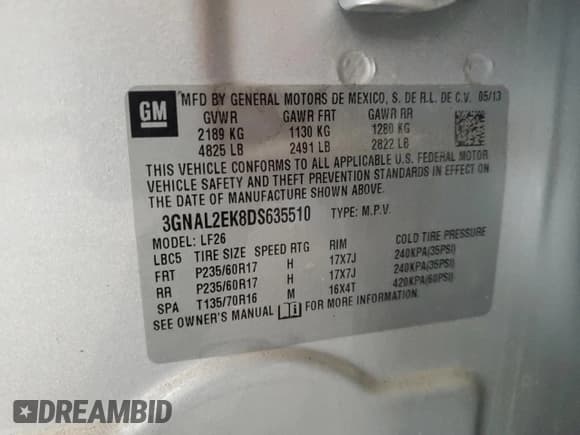 GM
MFD BY GENERAL MOTORS DE MEXICO, S. DE R.L. DE C.V. 05/13
GVWR GAWR FRT GAWR RR
2189 KG 1130 KG 1280 KG
4825 LB 2491 LB 2822 LB
THIS VEHICLE CONFORMS TO ALL APPLICABLE U.S. FEDERAL MOTOR
VEHICLE SAFETY AND THEFT PREVENTION STANDARDS IN EFFECT ON
THE DATE OF MANUFACTURE SHOWN ABOVE.
3GNAL2EK8DS635510 TYPE: M.P.V.
MODEL: LF26
LBC5 TIRE SIZE SPEED RTG RIM COLD TIRE PRESSURE
FRT P235/60R17 H 17X7J 240KPA(35PSI)
RR P235/60R17 H 17X7J 240KPA(35PSI)
SPA T135/70R16 M 16X4T 420KPA(60PSI)
SEE OWNER'S MANUAL i FOR MORE INFORMATION.
DREAMBID